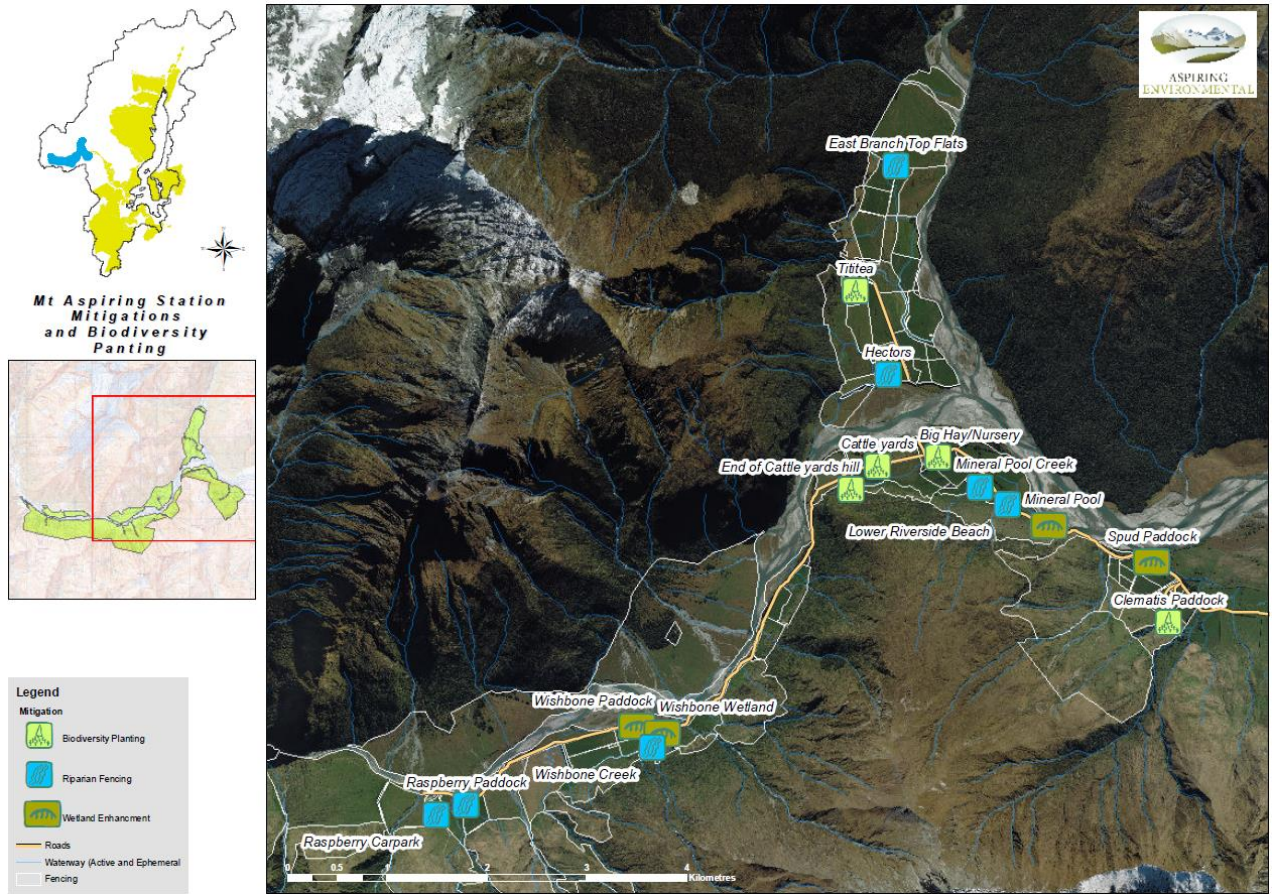 Mt Aspiring Station
Mitigations
and Biodiversity
Panting
Legend
Mitigation
Biodiversity Planting
Riparian Fencing
Wetland Enhancment
Roads
Waterway (Active and Ephemeral
Fencing
ASPIRING
ENVIRONMENTAL
East Branch Top Flats
Tititea
Hectors
Cattle yards
Big Hay/Nursery
End of Cattle yards hill
Mineral Pool Creek
Mineral Pool
Lower Riverside Beach
Spud Paddock
Clematis Paddock
Wishbone Paddock
Wishbone Wetland
Wishbone Creek
Raspberry Paddock
Raspberry Carpark
0 0.5 1 2 3 4
Kilometres